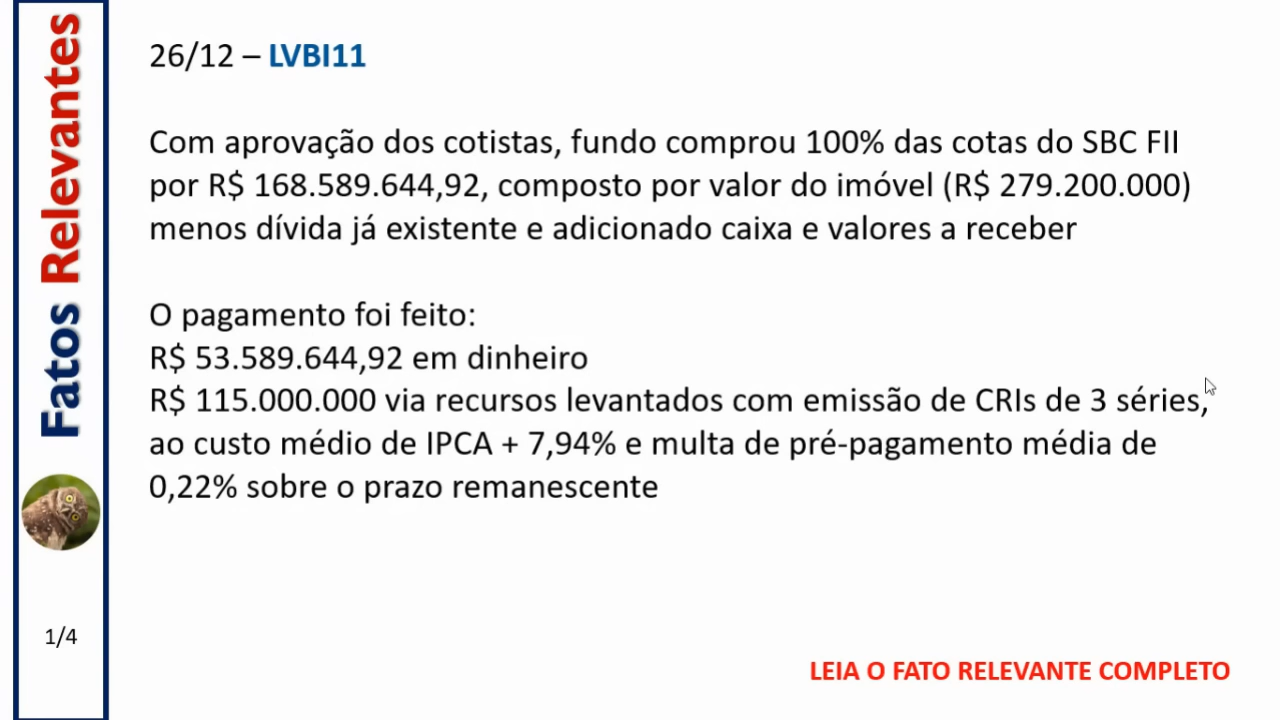 Fatos Relevantes
26/12 – LVBI11
Com aprovação dos cotistas, fundo comprou 100% das cotas do SBC FII
por R$ 168.589.644,92, composto por valor do imóvel (R$ 279.200.000)
menos dívida já existente e adicionado caixa e valores a receber
O pagamento foi feito:
R$ 53.589.644,92 em dinheiro
R$ 115.000.000 via recursos levantados com emissão de CRIs de 3 séries,
ao custo médio de IPCA + 7,94% e multa de pré-pagamento média de
0,22% sobre o prazo remanescente
1/4
LEIA O FATO RELEVANTE COMPLETO